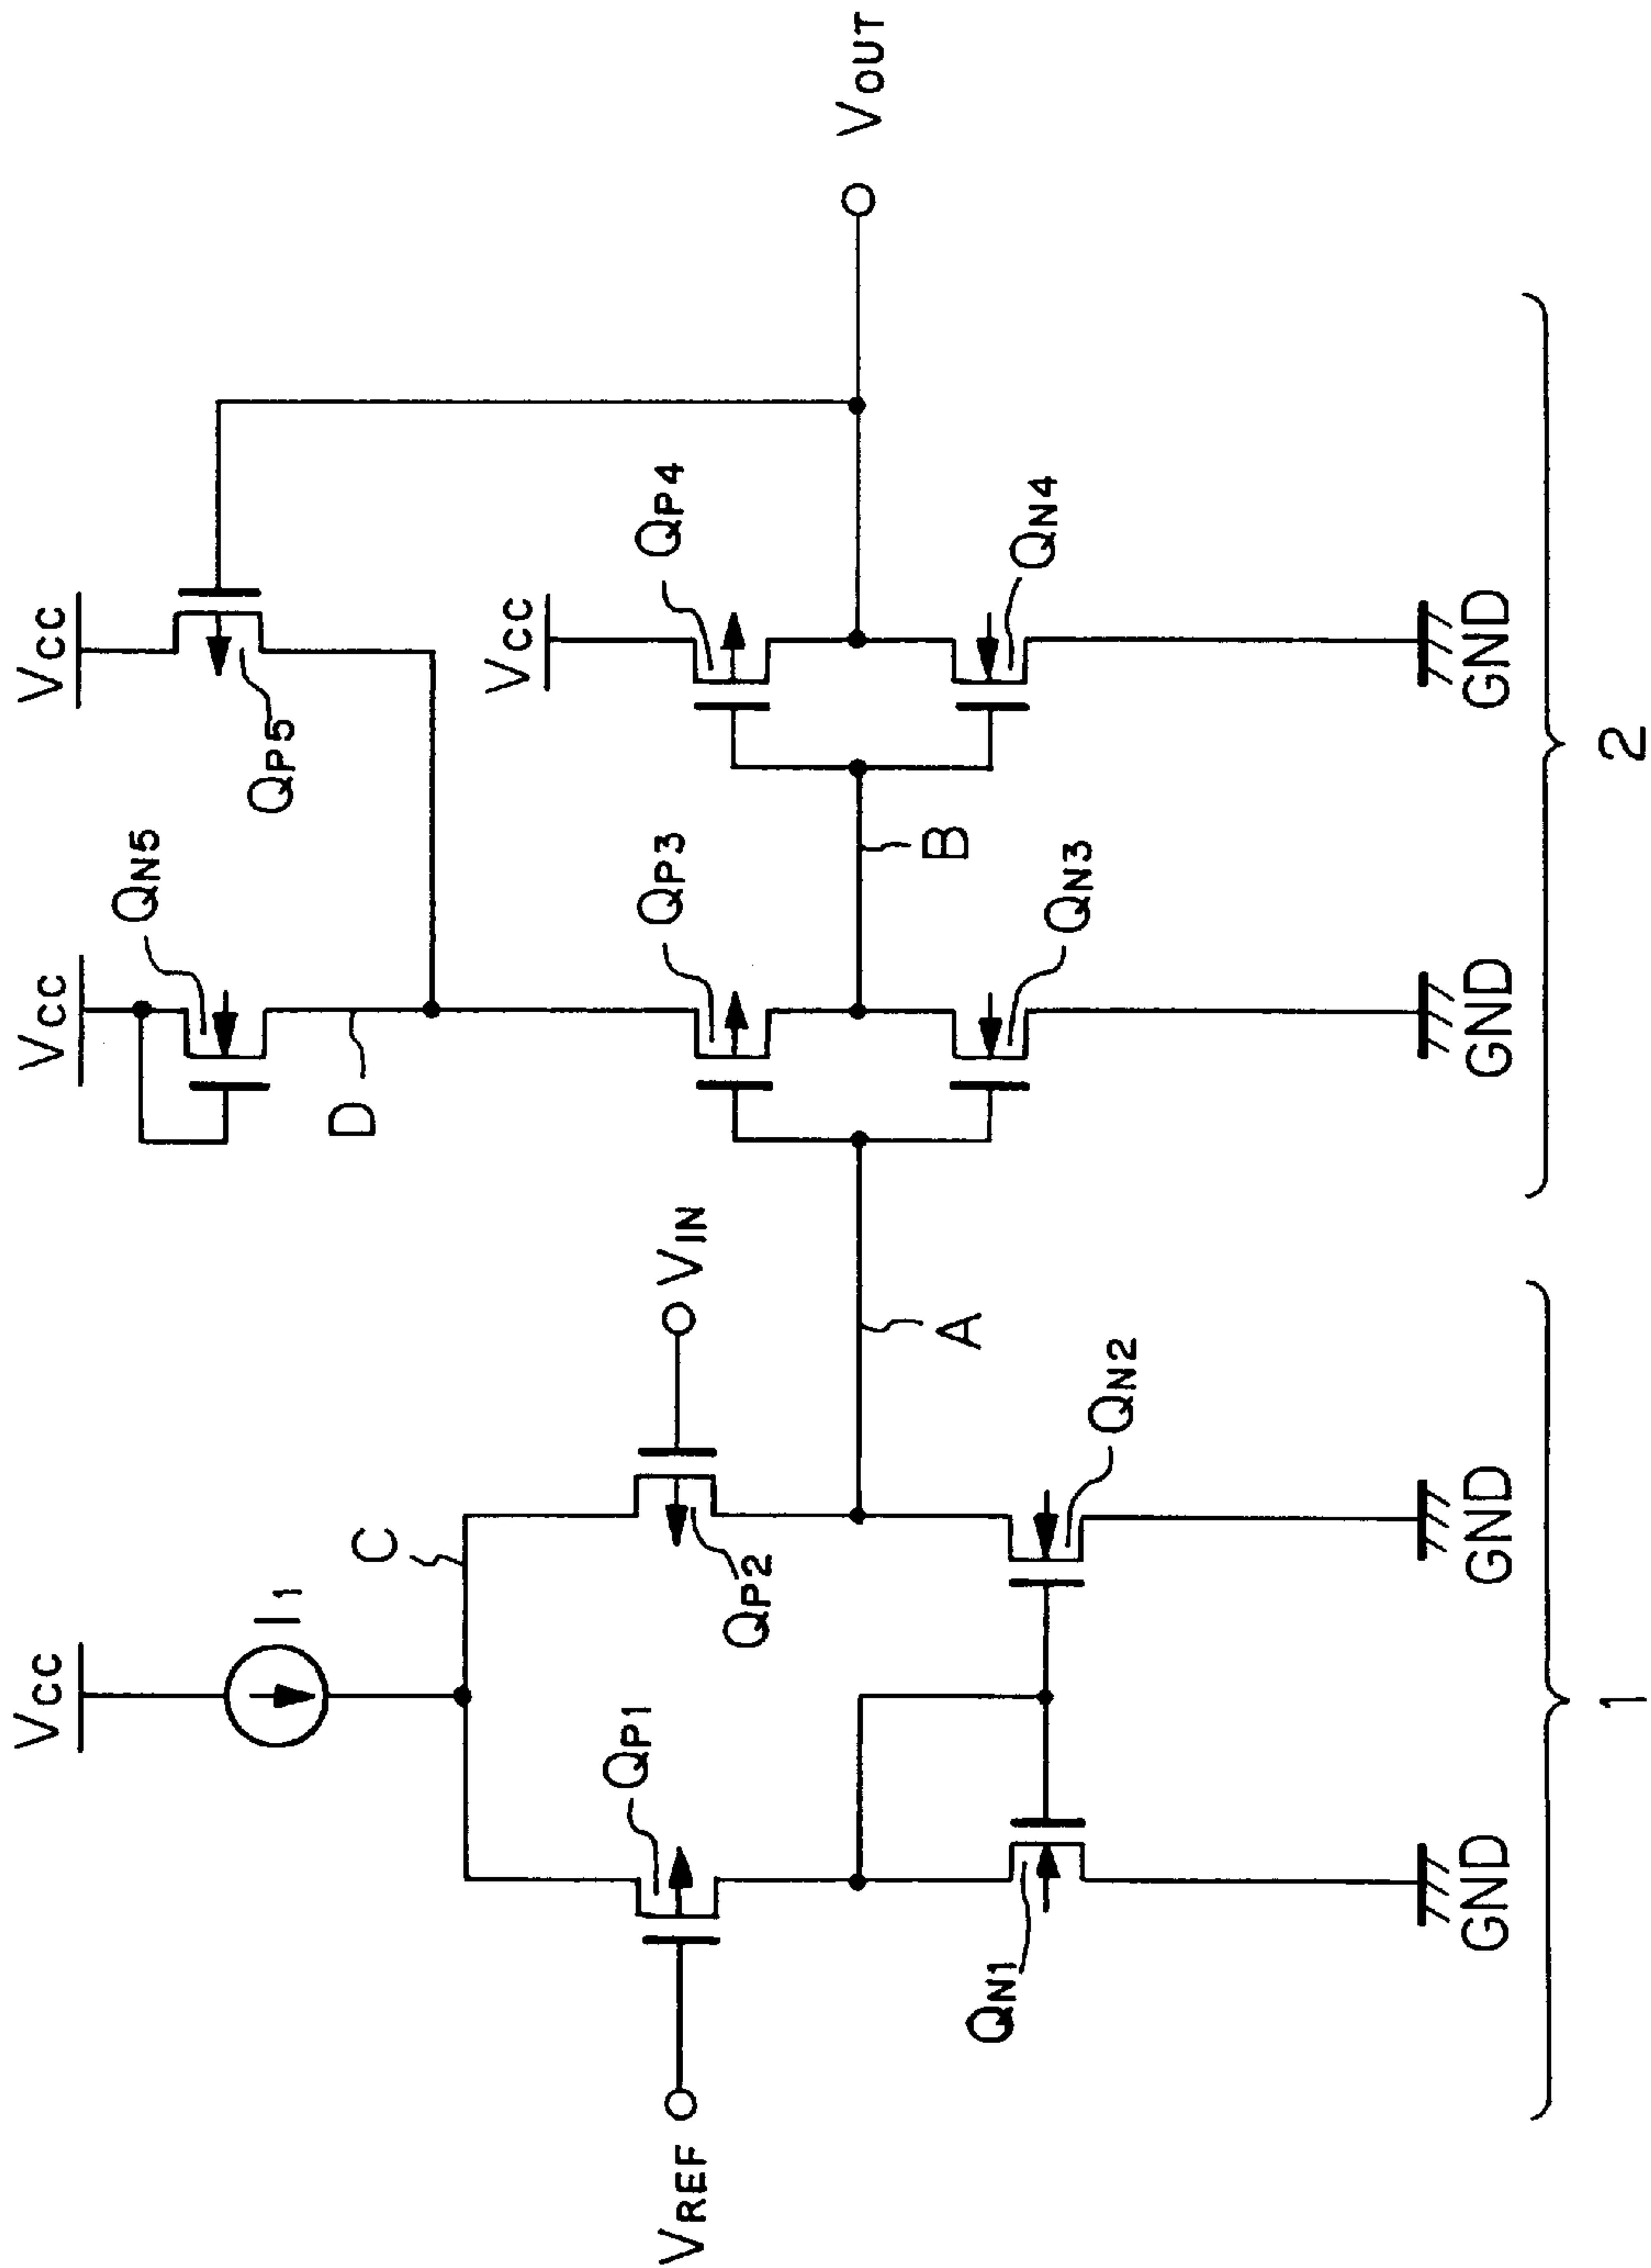 VCC
VCC
VCC
I1
QN5
QP5
C
D
VCC
QP1
VIN
QP3
QP4
VREF
QP2
A
B
VOUT
QN1
QN2
QN3
QN4
GND
GND
GND
GND
1
2